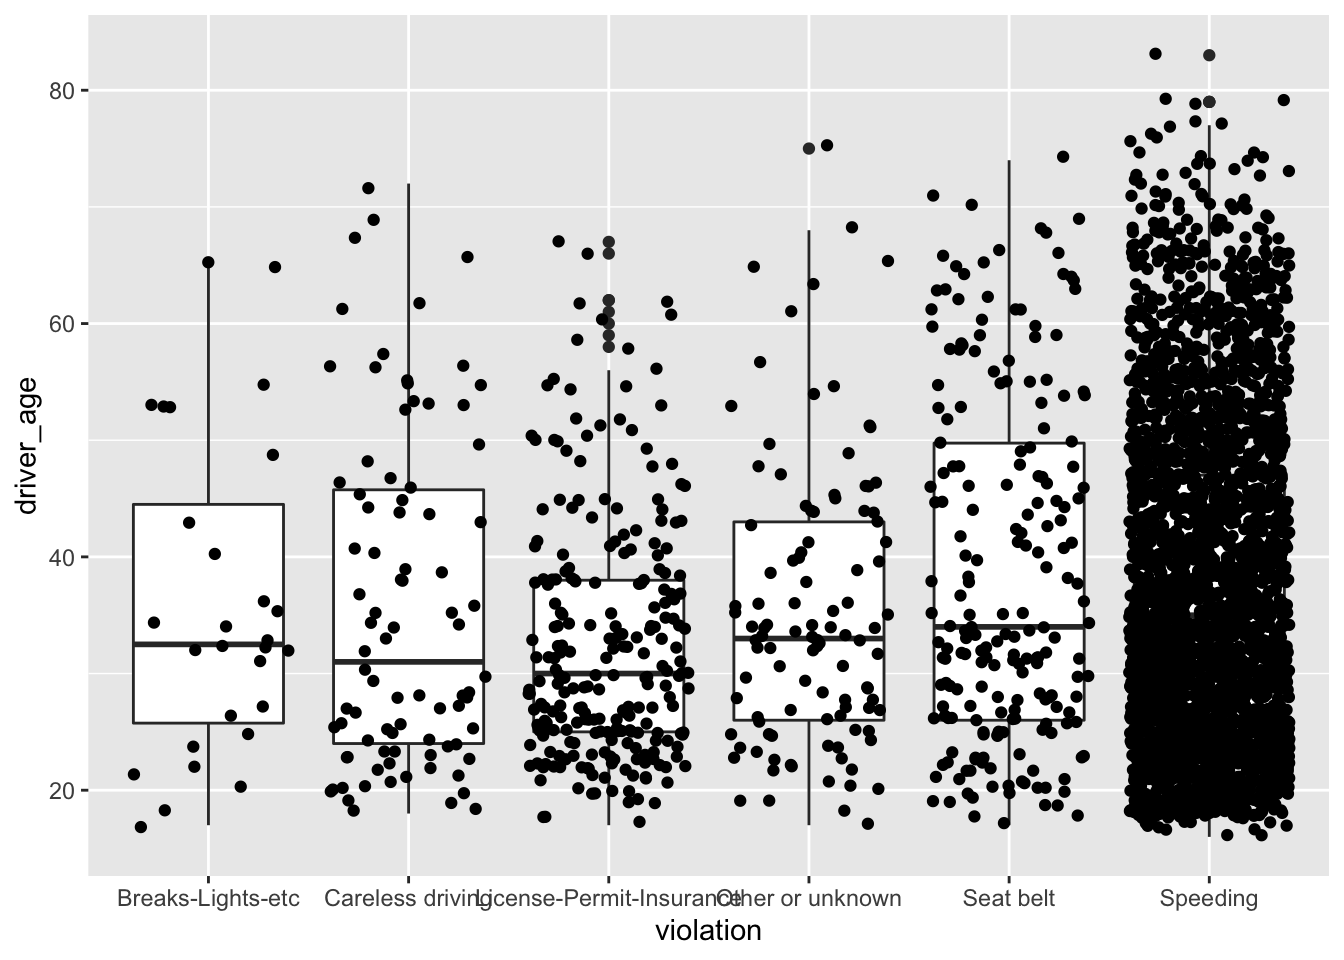 80
60
40
20
driver_age
Breaks-Lights-etc
Careless driving
License-Permit-Insurance
Other or unknown
Seat belt
Speeding
violation